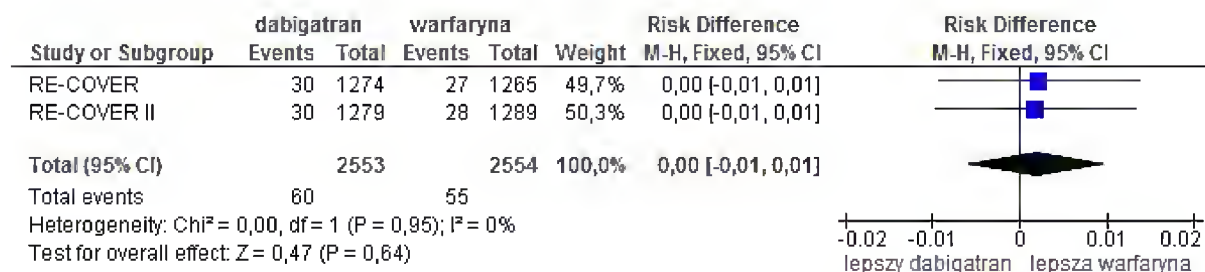 dabigatran warfaryna Risk Difference Risk Difference
Study or Subgroup Events Total Events Total Weight M-H, Fixed, 95% CI M-H, Fixed, 95% CI
RE-COVER 30 1274 27 1265 49,7% 0,00 [-0,01, 0,01]
RE-COVER II 30 1279 28 1289 50,3% 0,00 [-0,01, 0,01]
Total (95% CI) 2553 2554 100,0% 0,00 [-0,01, 0,01]
Total events 60 55
Heterogeneity: Chi² = 0,00, df = 1 (P = 0,95); I² = 0%
Test for overall effect: Z = 0,47 (P = 0,64)
-0.02 -0.01 0 0.01 0.02
lepszy dabigatran lepsza warfaryna